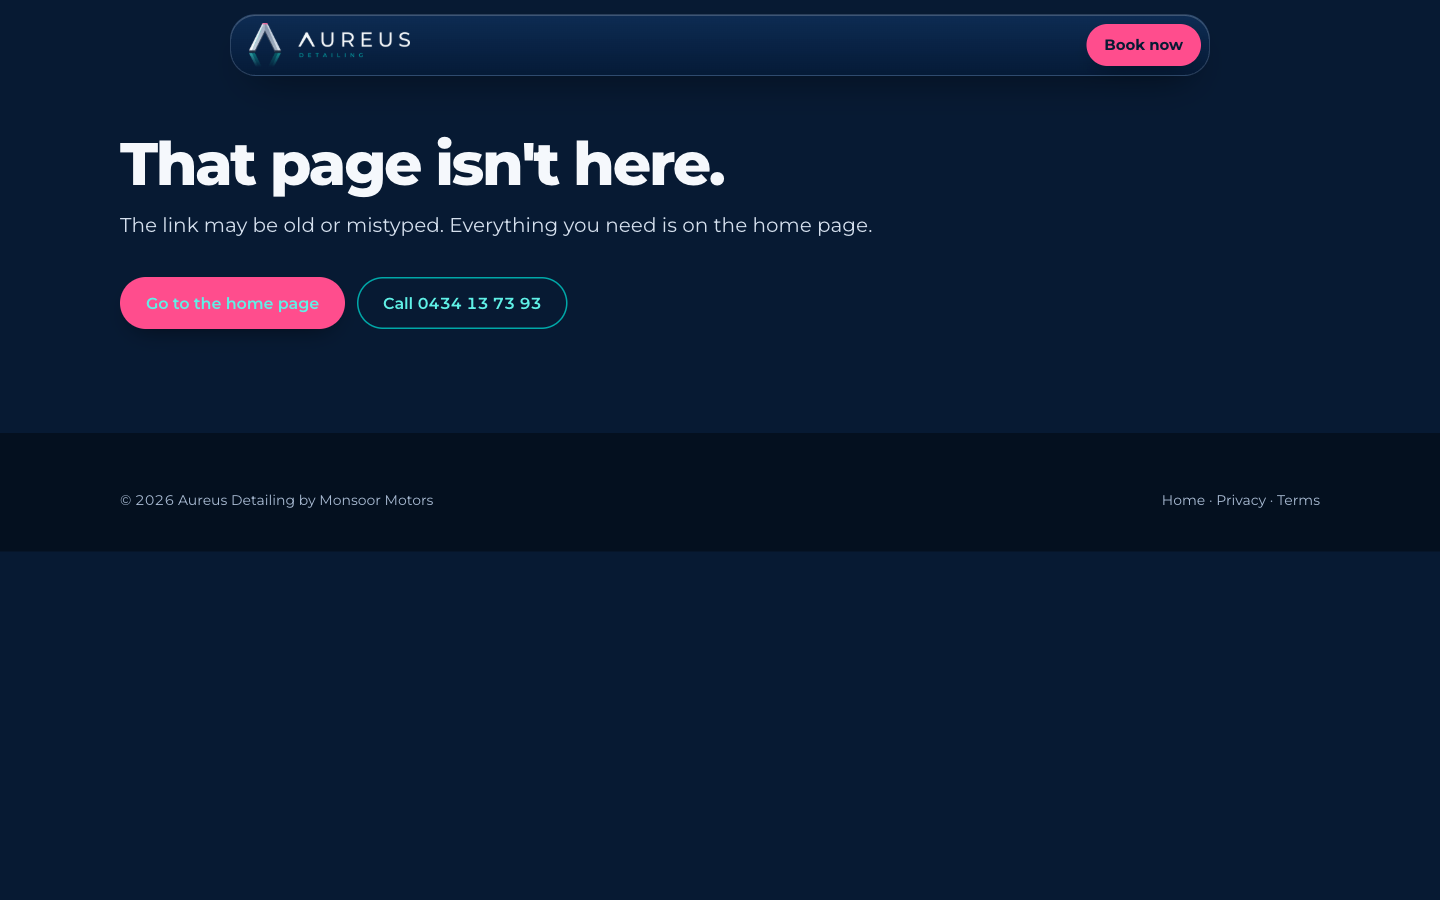 AUREUS
DETAILING
Book now
That page isn't here.
The link may be old or mistyped. Everything you need is on the home page.
Go to the home page
Call 0434 13 73 93
© 2026 Aureus Detailing by Monsoor Motors
Home · Privacy · Terms